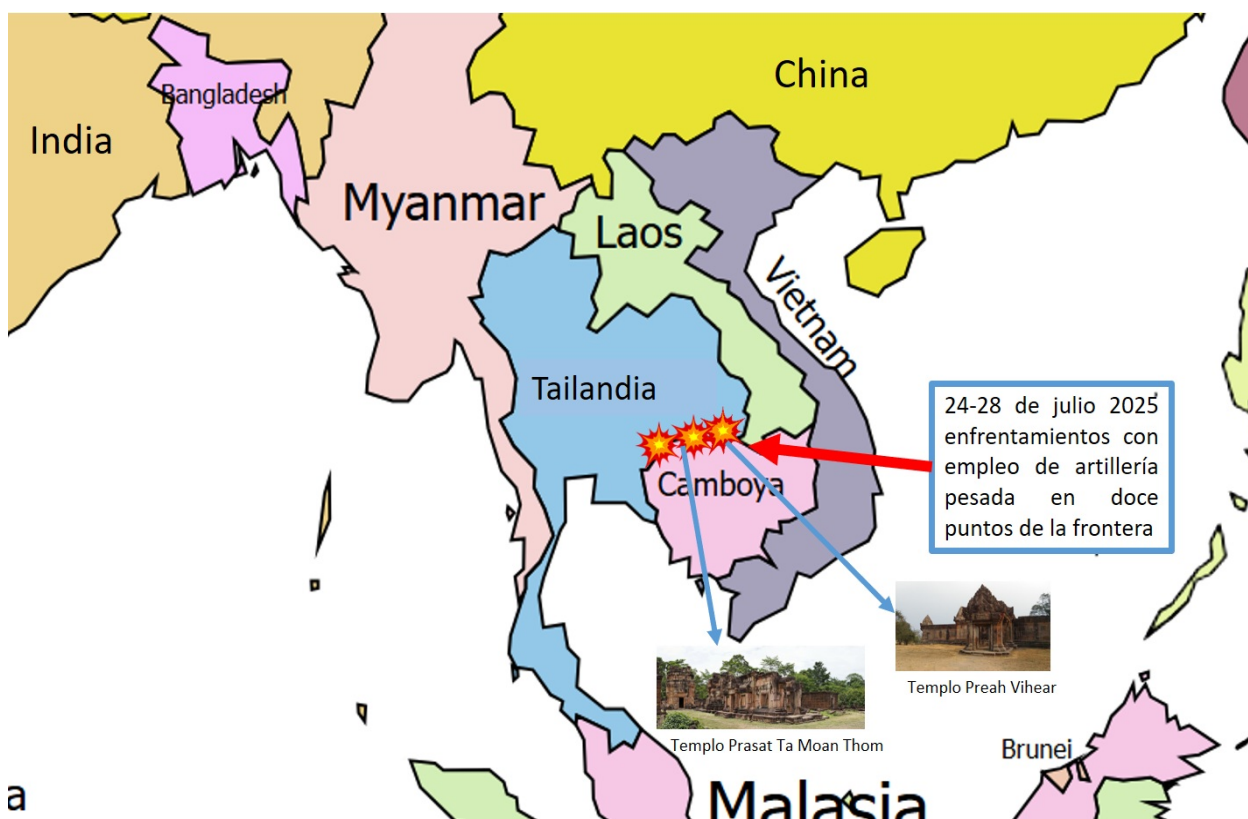 China
Bangladesh
India
Myanmar
Laos
Vietnam
Tailandia
24-28 de julio 2025
enfrentamientos con
empleo de artillería
pesada en doce
puntos de la frontera
Camboya
Templo Preah Vihear
Templo Prasat Ta Moan Thom
Brunei
a
Malasia